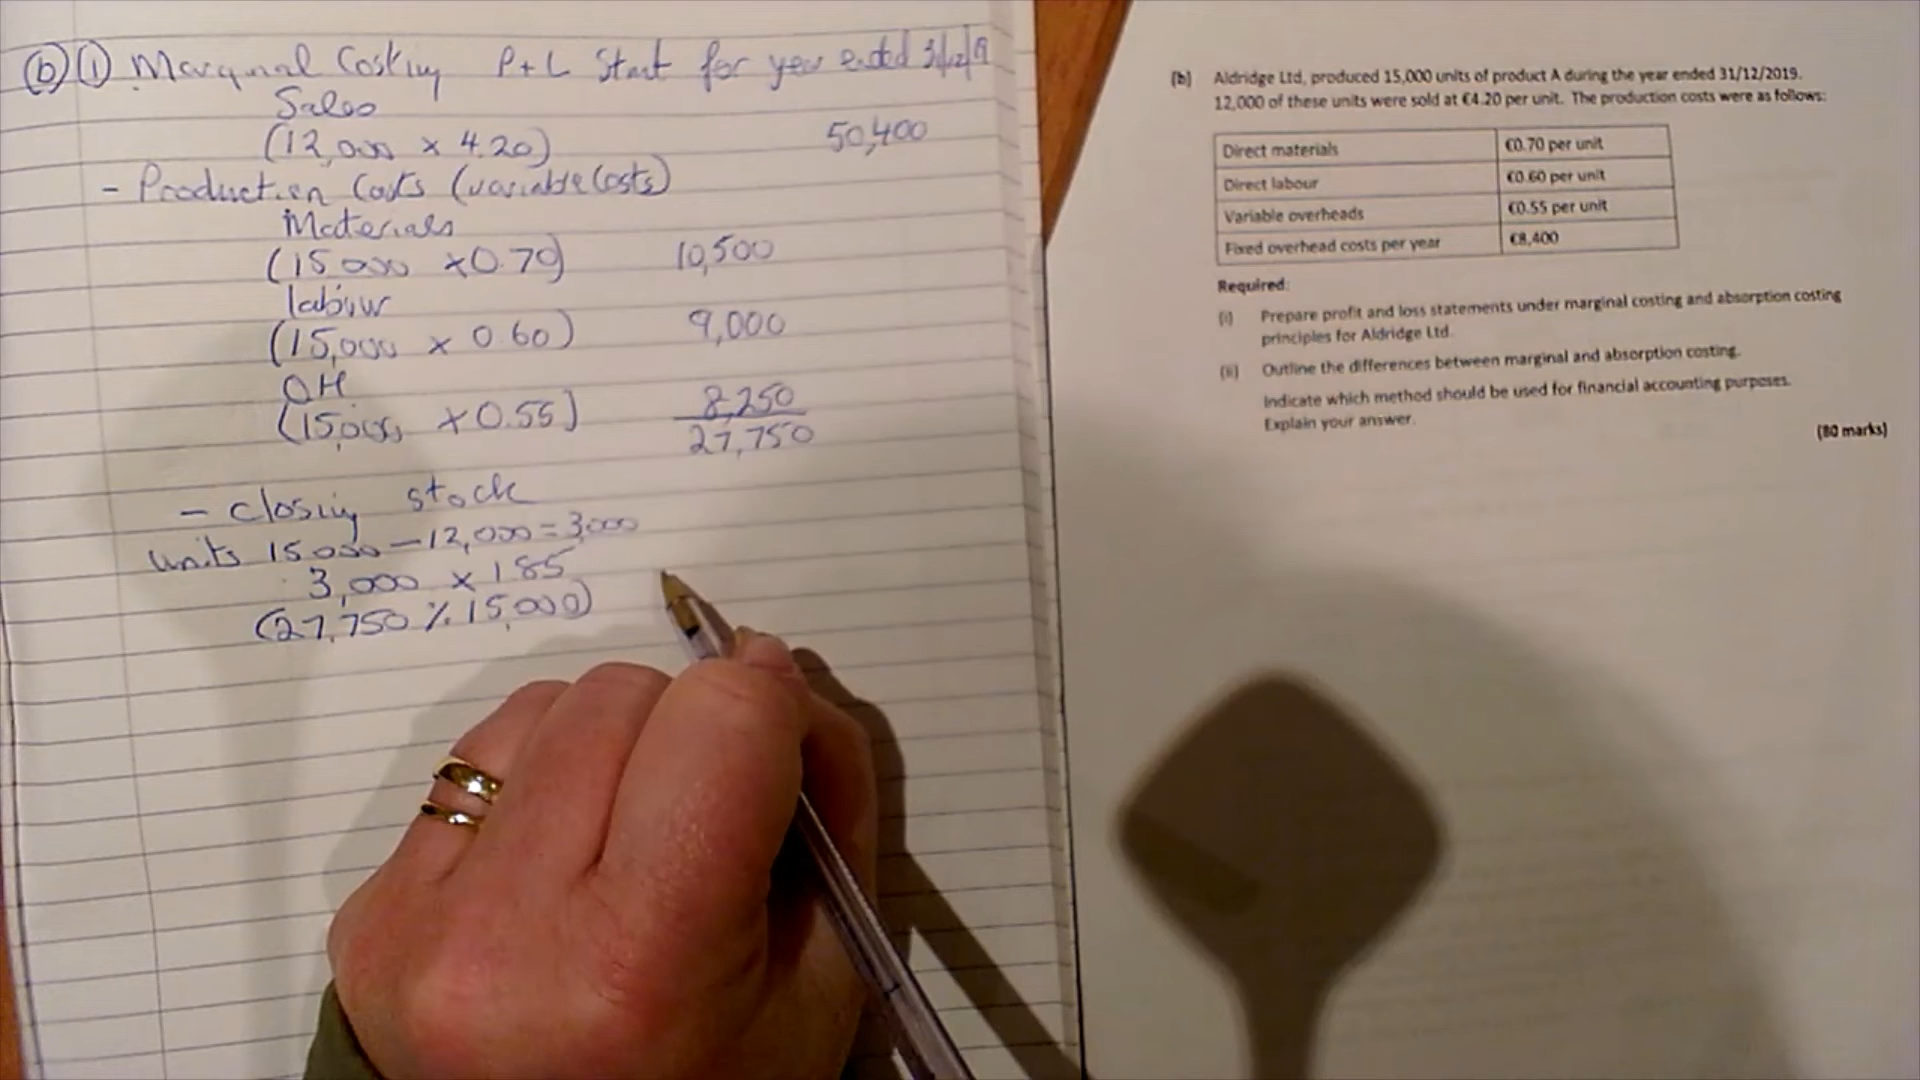 (b) (i) Marginal Costing P+L Stmt for year ended 31/12/19
Sales
(12,000 x 4.20) 50,400
- Production Costs (variable Costs)
Materials
(15 000 x 0.70) 10,500
labour
(15,000 x 0.60) 9,000
OH
(15,000 x 0.55) 8,250
27,750
- Closing stock
units 15 000 - 12,000 = 3,000
3,000 x 1.85
(27,750 % 15,000)
(b) Aldridge Ltd, produced 15,000 units of product A during the year ended 31/12/2019.
12,000 of these units were sold at €4.20 per unit. The production costs were as follows:
Direct materials €0.70 per unit
Direct labour €0.60 per unit
Variable overheads €0.55 per unit
Fixed overhead costs per year €8,400
Required:
(i) Prepare profit and loss statements under marginal costing and absorption costing
principles for Aldridge Ltd.
(ii) Outline the differences between marginal and absorption costing.
Indicate which method should be used for financial accounting purposes.
Explain your answer.
(80 marks)